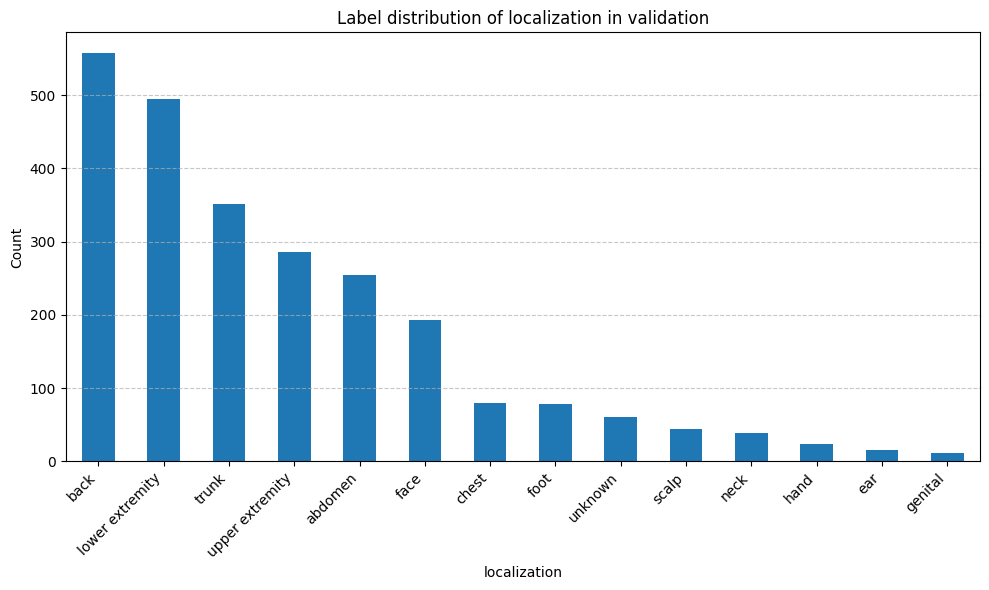 Label distribution of localization in validation
Count
500
400
300
200
100
0
back
lower extremity
trunk
upper extremity
abdomen
face
chest
foot
unknown
scalp
neck
hand
ear
genital
localization